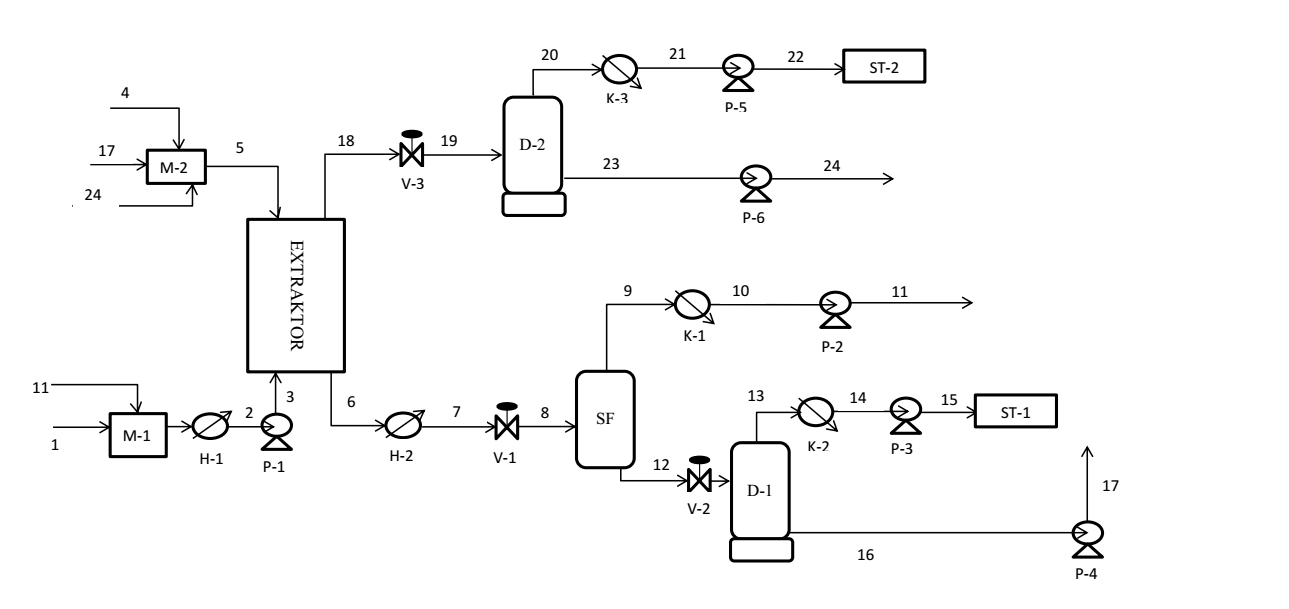 20
21
22
K-3
P-5
ST-2
4
17
M-2
5
24
18
V-3
19
D-2
23
24
P-6
EXTRAKTOR
9
K-1
10
P-2
11
11
1
M-1
H-1
2
3
P-1
6
H-2
7
V-1
8
SF
12
V-2
13
K-2
14
P-3
15
ST-1
D-1
16
17
P-4